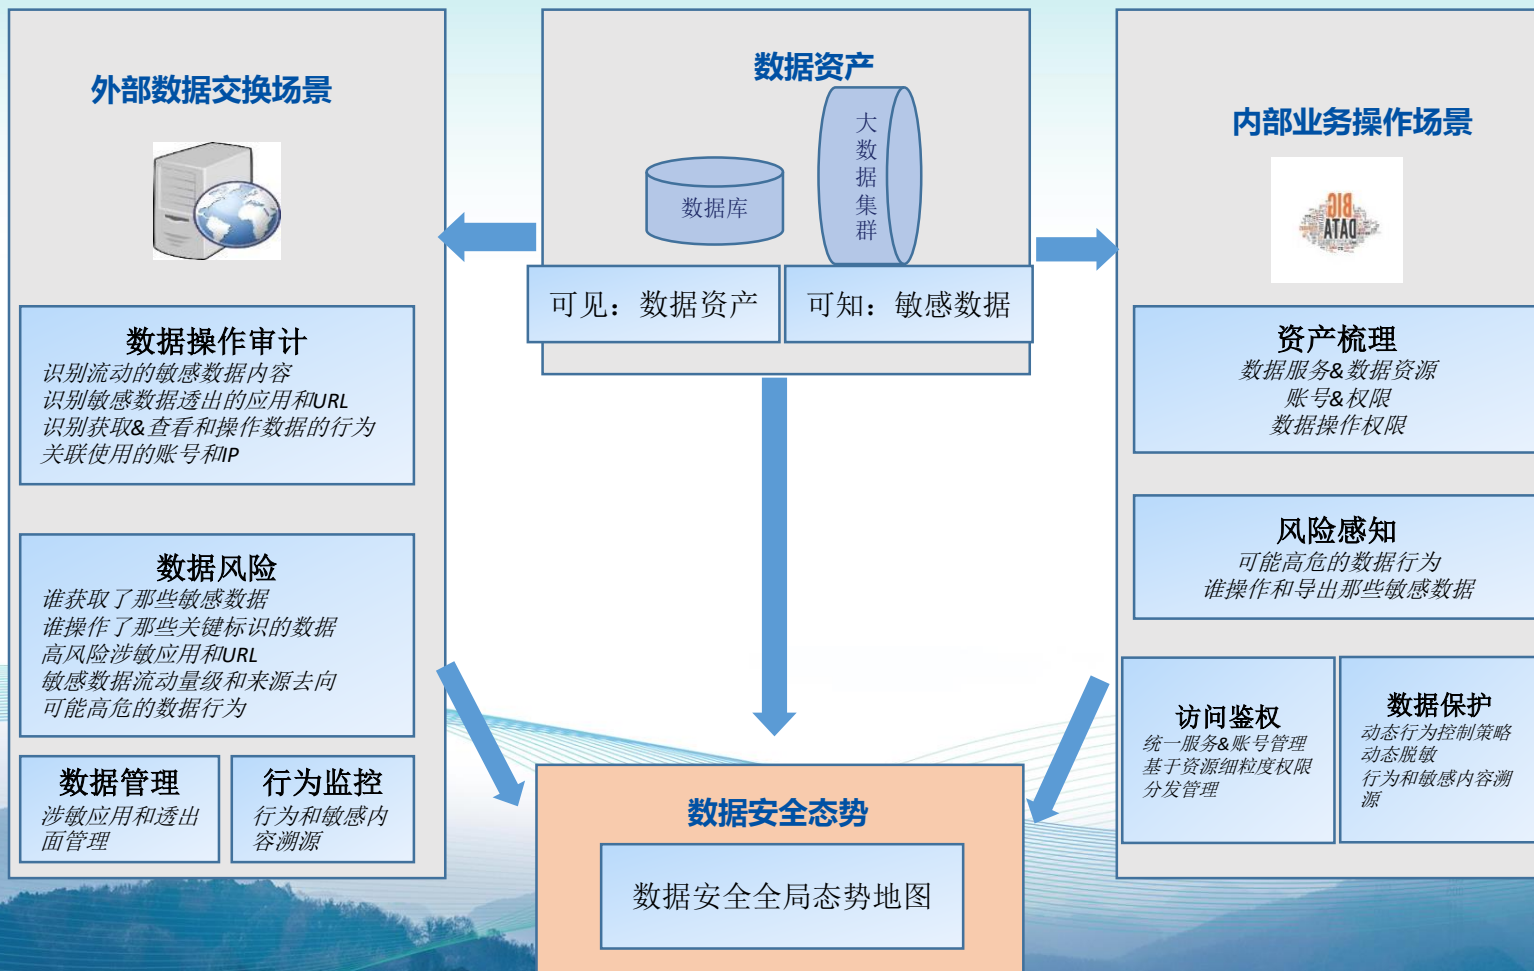 外部数据交换场景
数据操作审计
识别流动的敏感数据内容
识别敏感数据透出的应用和URL
识别获取&查看和操作数据的行为
关联使用的账号和IP
数据风险
谁获取了那些敏感数据
谁操作了那些关键标识的数据
高风险涉敏应用和URL
敏感数据流动量级和来源去向
可能高危的数据行为
数据管理
涉敏应用和透出
面管理
行为监控
行为和敏感内
容溯源
数据资产
数据库
大
数
据
集
群
可见：数据资产
可知：敏感数据
数据安全态势
数据安全全局态势地图
内部业务操作场景
BIG
DATA
资产梳理
数据服务&数据资源
账号&权限
数据操作权限
风险感知
可能高危的数据行为
谁操作和导出那些敏感数据
访问鉴权
统一服务&账号管理
基于资源细粒度权限
分发管理
数据保护
动态行为控制策略
动态脱敏
行为和敏感内容溯
源